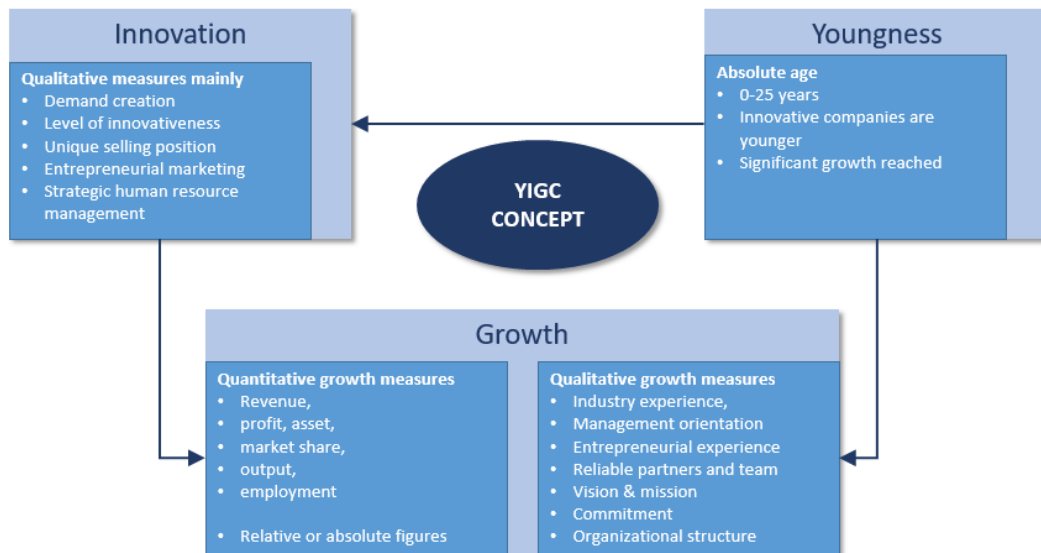 Innovation
Qualitative measures mainly
• Demand creation
• Level of innovativeness
• Unique selling position
• Entrepreneurial marketing
• Strategic human resource
management
Youngness
Absolute age
• 0-25 years
• Innovative companies are
younger
• Significant growth reached
YIGC
CONCEPT
Growth
Quantitative growth measures
• Revenue,
• profit, asset,
• market share,
• output,
• employment
• Relative or absolute figures
Qualitative growth measures
• Industry experience,
• Management orientation
• Entrepreneurial experience
• Reliable partners and team
• Vision & mission
• Commitment
• Organizational structure